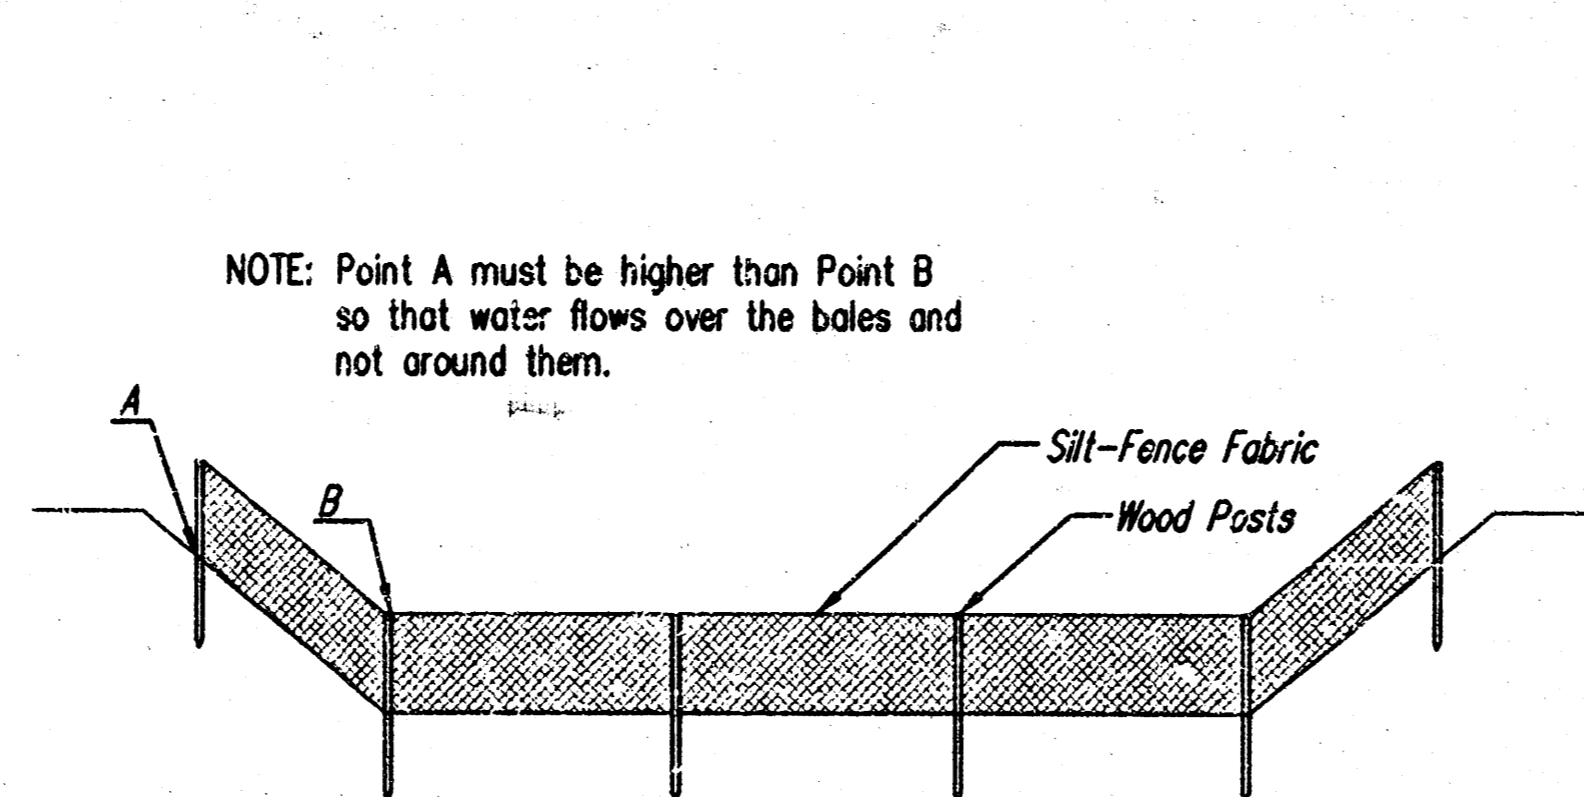 NOTE: Point A must be higher than Point B
so that water flows over the bales and
not around them.
A
B
Silt-Fence Fabric
Wood Posts